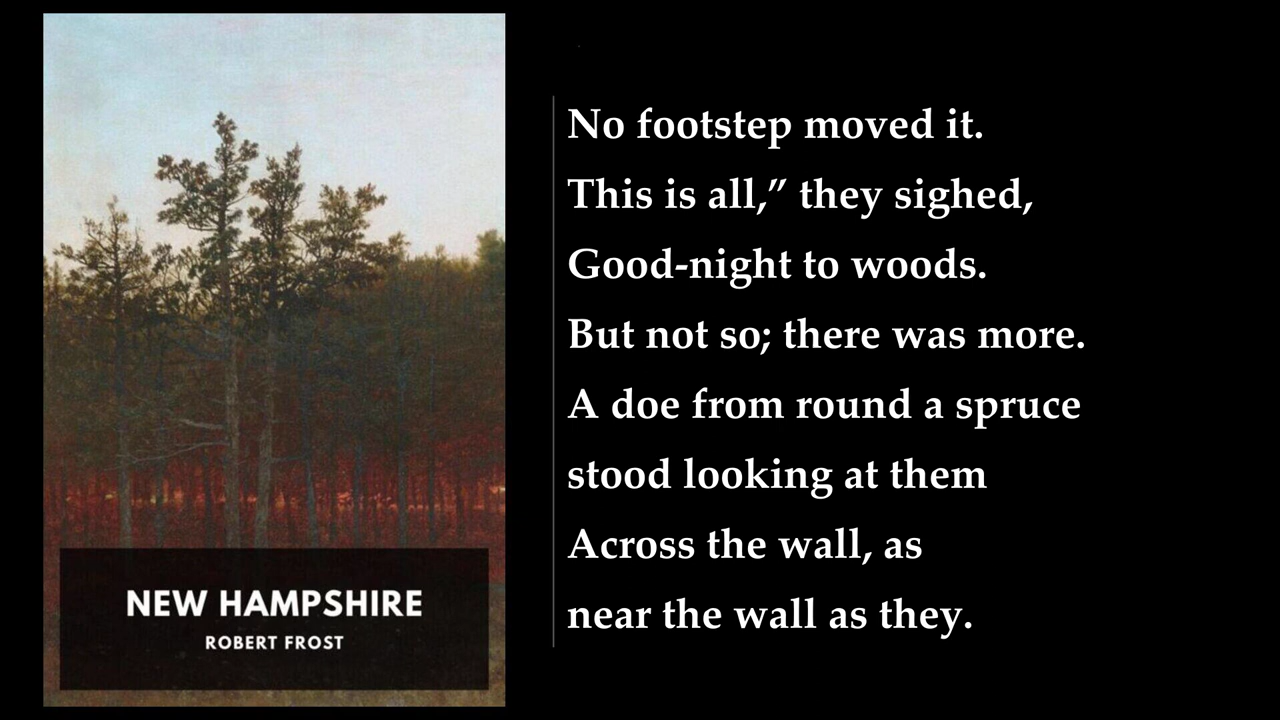 NEW HAMPSHIRE
ROBERT FROST
No footstep moved it.
This is all,” they sighed,
Good-night to woods.
But not so; there was more.
A doe from round a spruce
stood looking at them
Across the wall, as
near the wall as they.